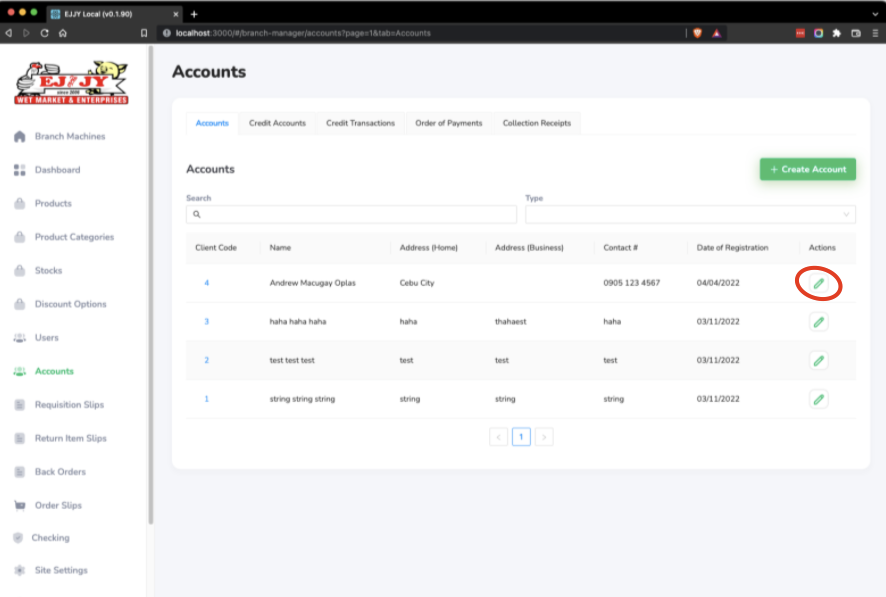 EJJY Local (v0.1.90)
localhost:3000/#/branch-manager/accounts?page=1&tab=Accounts
EJ JY
since 2000
WET MARKET & ENTERPRISES
Branch Machines
Dashboard
Products
Product Categories
Stocks
Discount Options
Users
Accounts
Requisition Slips
Return Item Slips
Back Orders
Order Slips
Checking
Site Settings
Accounts
Accounts Credit Accounts Credit Transactions Order of Payments Collection Receipts
Accounts
+ Create Account
Search Type
Client Code Name Address (Home) Address (Business) Contact # Date of Registration Actions
4 Andrew Macugay Oplas Cebu City 0905 123 4567 04/04/2022
3 haha haha haha haha thahaest haha 03/11/2022
2 test test test test test test 03/11/2022
1 string string string string string string 03/11/2022
< 1 >